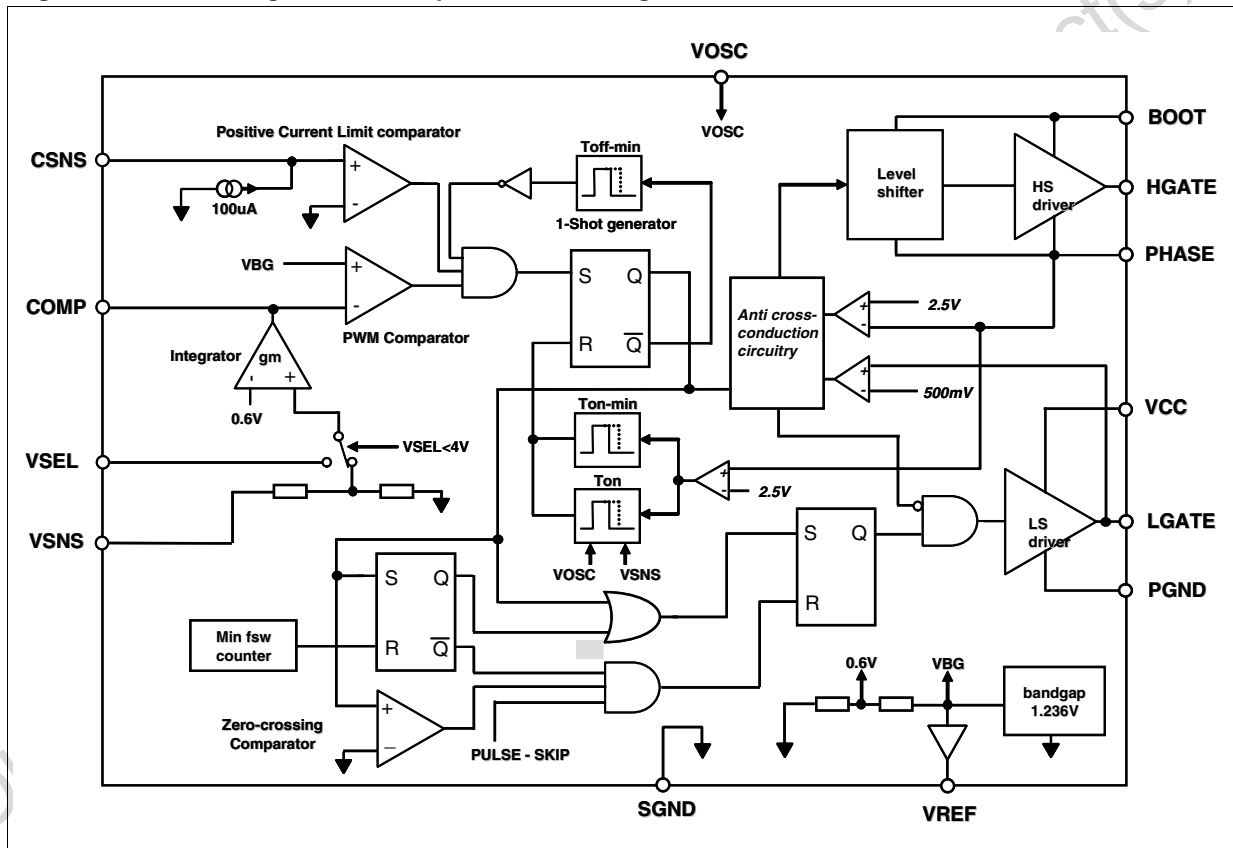 VOSC
VOSC
BOOT
Positive Current Limit comparator
Toff-min
CSNS
+
-
100uA
Level
shifter
HS
driver
HGATE
1-Shot generator
VBG
+
-
S
Q
PHASE
COMP
PWM Comparator
R
Q
Anti cross-
conduction
circuitry
+
-
2.5V
Integrator
gm
-
+
0.6V
+
-
500mV
Ton-min
VCC
VSEL<4V
VSEL
Ton
+
-
2.5V
VSNS
VOSC
VSNS
S
Q
R
LS
driver
LGATE
S
Q
R
Q
PGND
Min fsw
counter
0.6V
VBG
bandgap
1.236V
+
–
Zero-crossing
Comparator
PULSE - SKIP
SGND
VREF